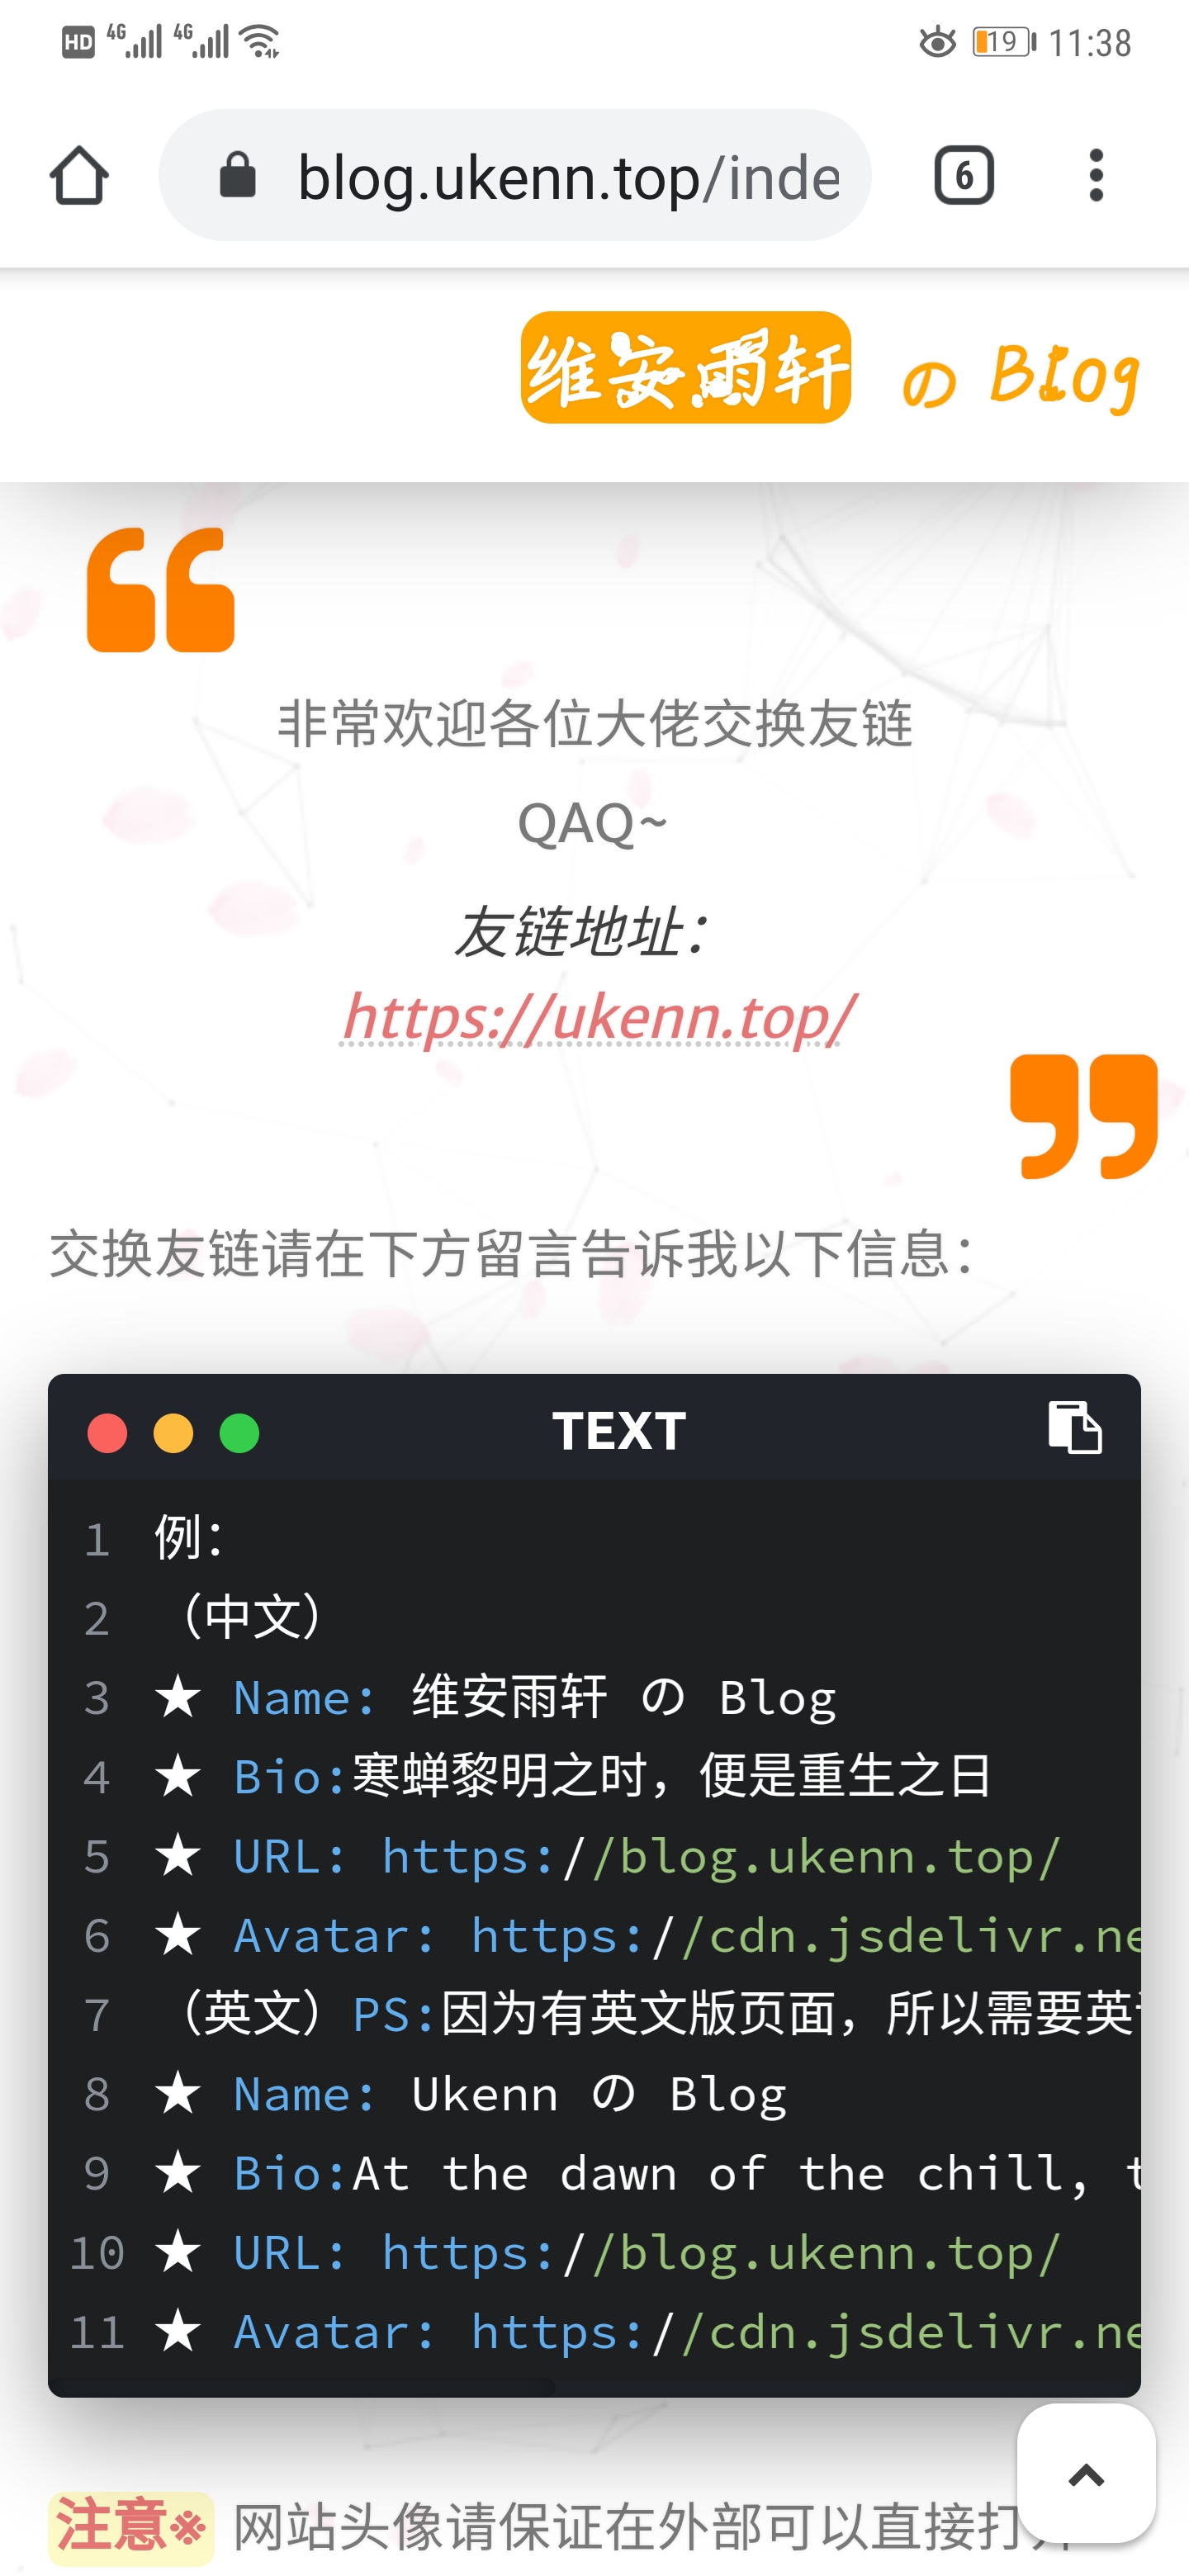 HD 4G 4G 19 11:38
blog.ukenn.top/inde 6
维安雨轩 の Blog
非常欢迎各位大佬交换友链
QAQ~
友链地址：
https://ukenn.top/
交换友链请在下方留言告诉我以下信息：
TEXT
1 例：
2 （中文）
3 ★ Name: 维安雨轩 の Blog
4 ★ Bio:寒蝉黎明之时，便是重生之日
5 ★ URL: https://blog.ukenn.top/
6 ★ Avatar: https://cdn.jsdelivr.ne
7 （英文）PS:因为有英文版页面，所以需要英
8 ★ Name: Ukenn の Blog
9 ★ Bio:At the dawn of the chill, t
10 ★ URL: https://blog.ukenn.top/
11 ★ Avatar: https://cdn.jsdelivr.ne
注意※ 网站头像请保证在外部可以直接打